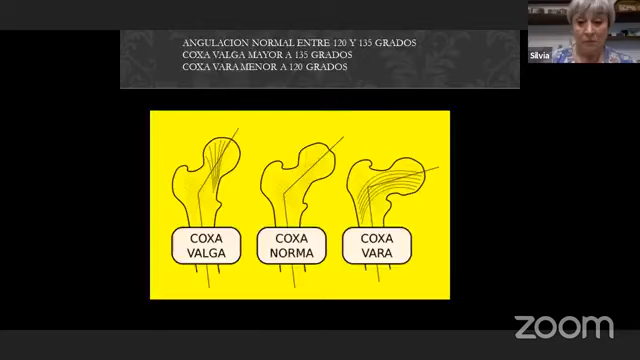 ANGULACION NORMAL ENTRE 120 Y 135 GRADOS
COXA VALGA MAYOR A 135 GRADOS
COXA VARA MENOR A 120 GRADOS
Silvia
COXA
VALGA
COXA
NORMA
COXA
VARA
zoom